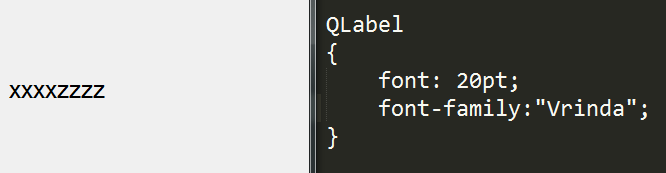 xxxxzzzz
QLabel
{
    font: 20pt;
    font-family:"Vrinda";
}